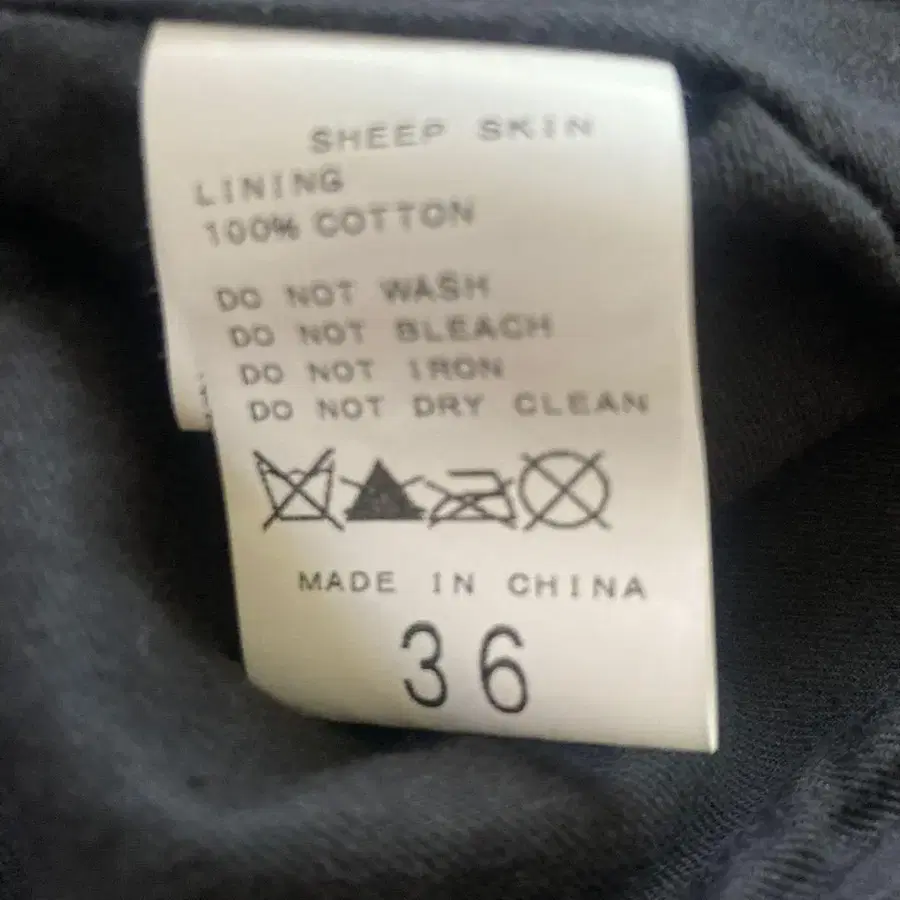 SHEEP SKIN
LINING
100% COTTON
DO NOT WASH
DO NOT BLEACH
DO NOT IRON
DO NOT DRY CLEAN
MADE IN CHINA
36